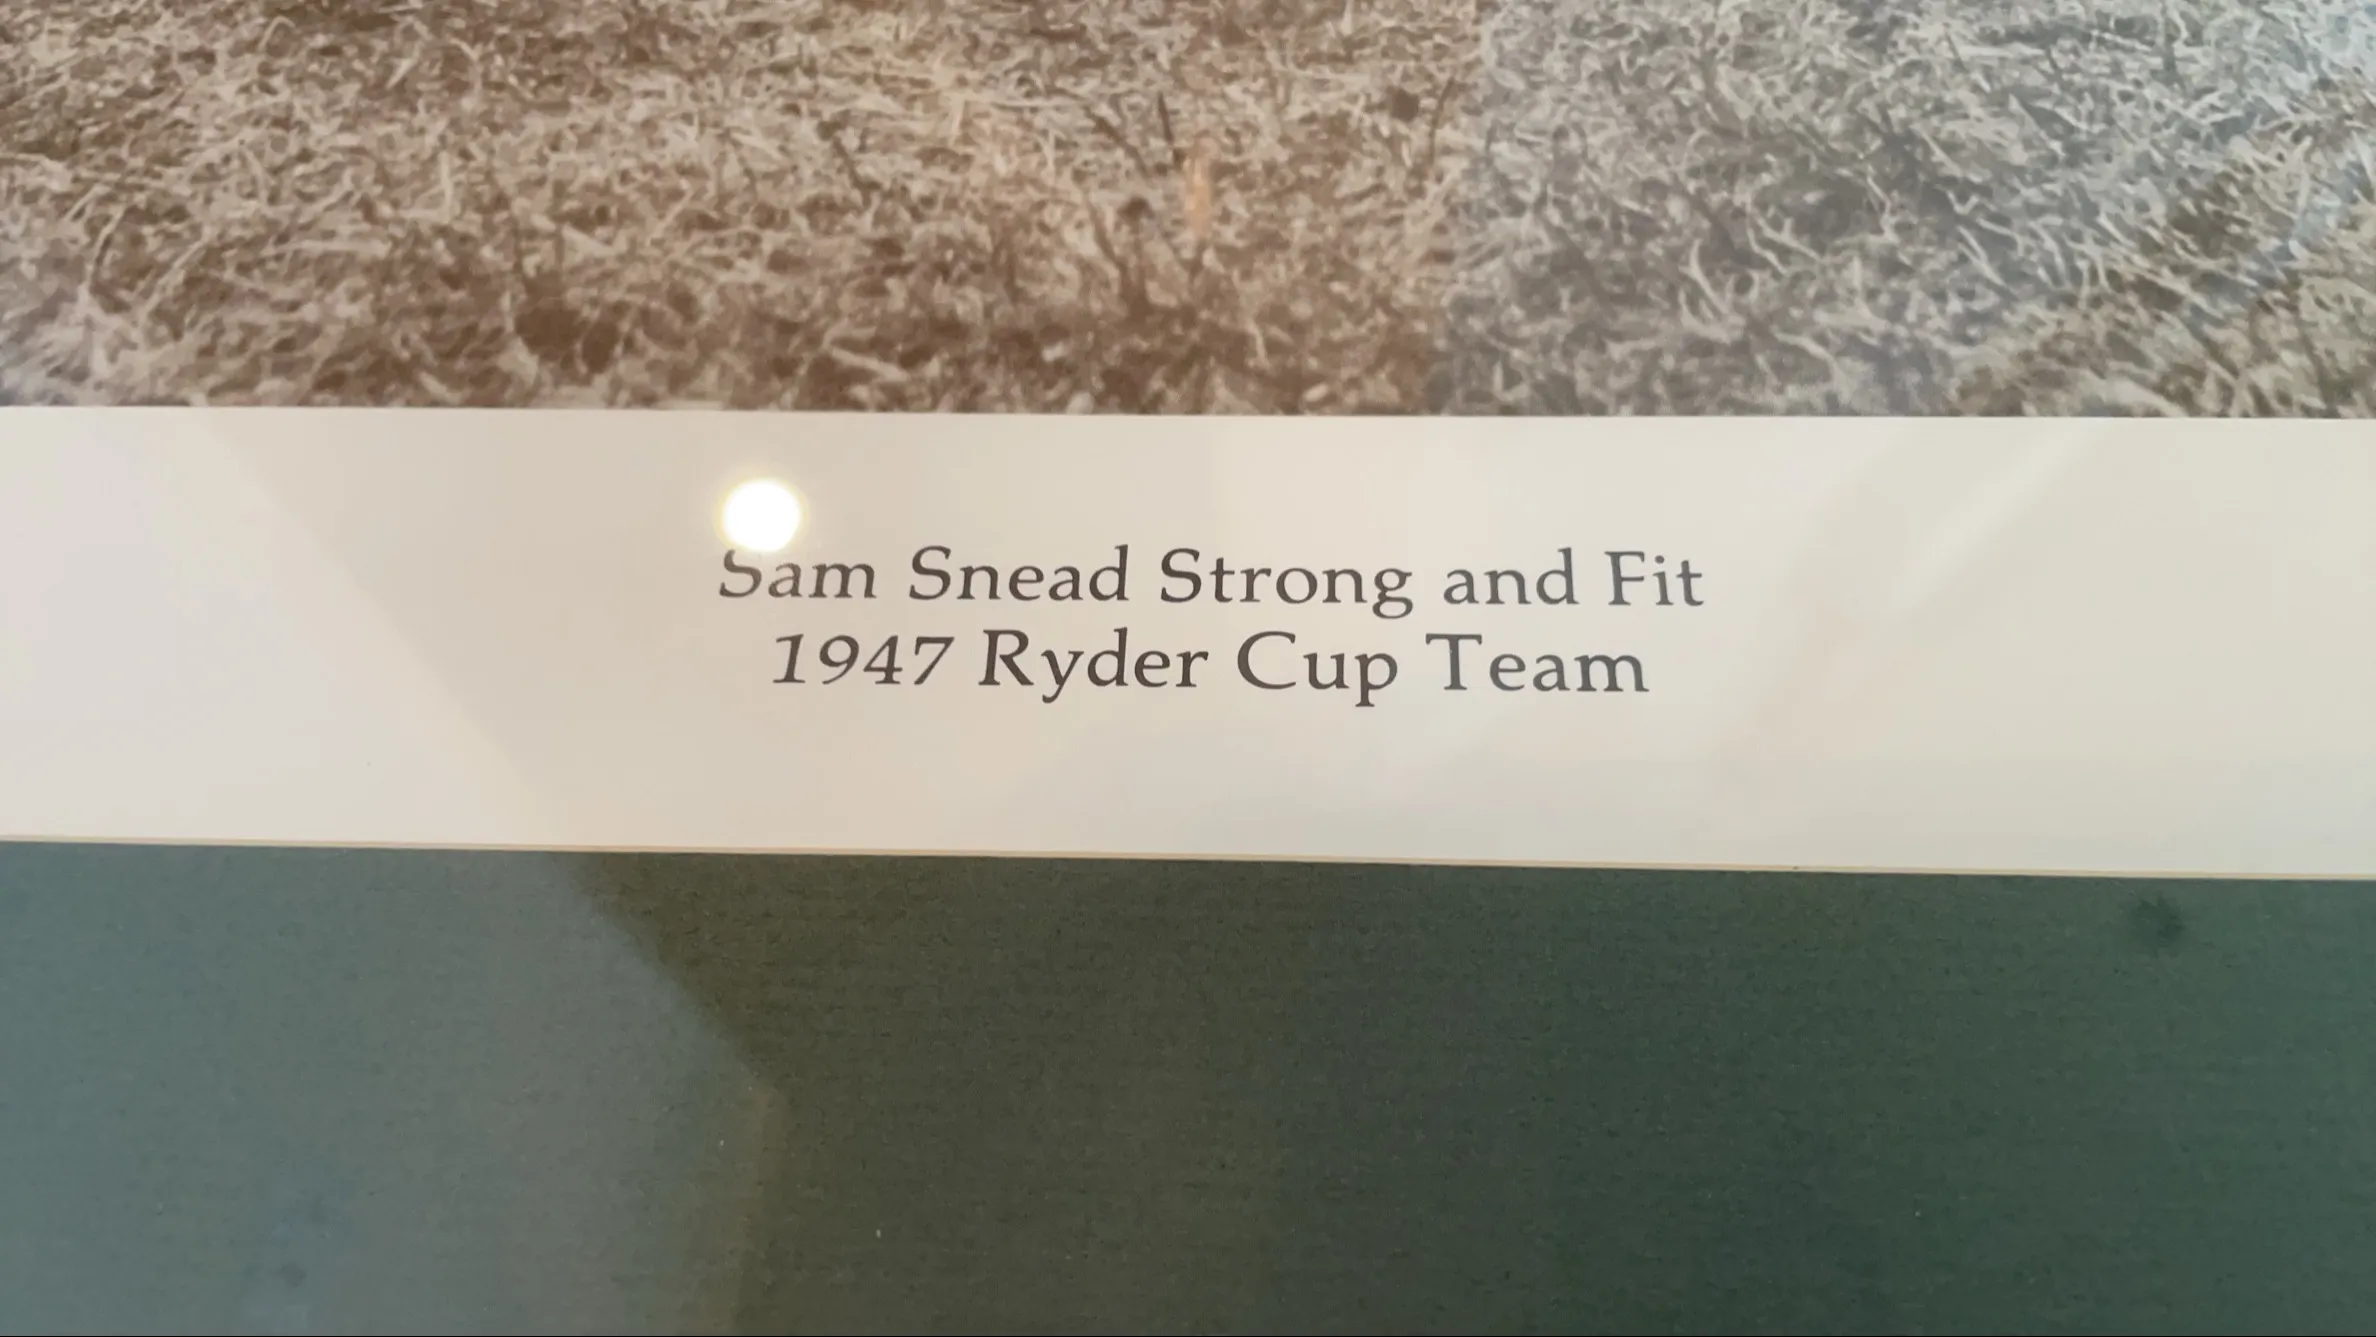 Sam Snead Strong and Fit
1947 Ryder Cup Team